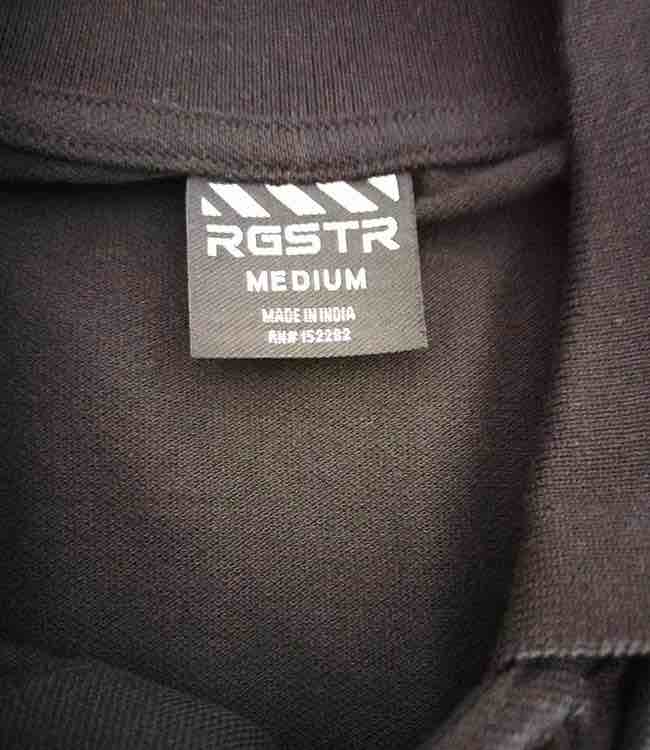 RGSTR
MEDIUM
MADE IN INDIA
RN# 152282